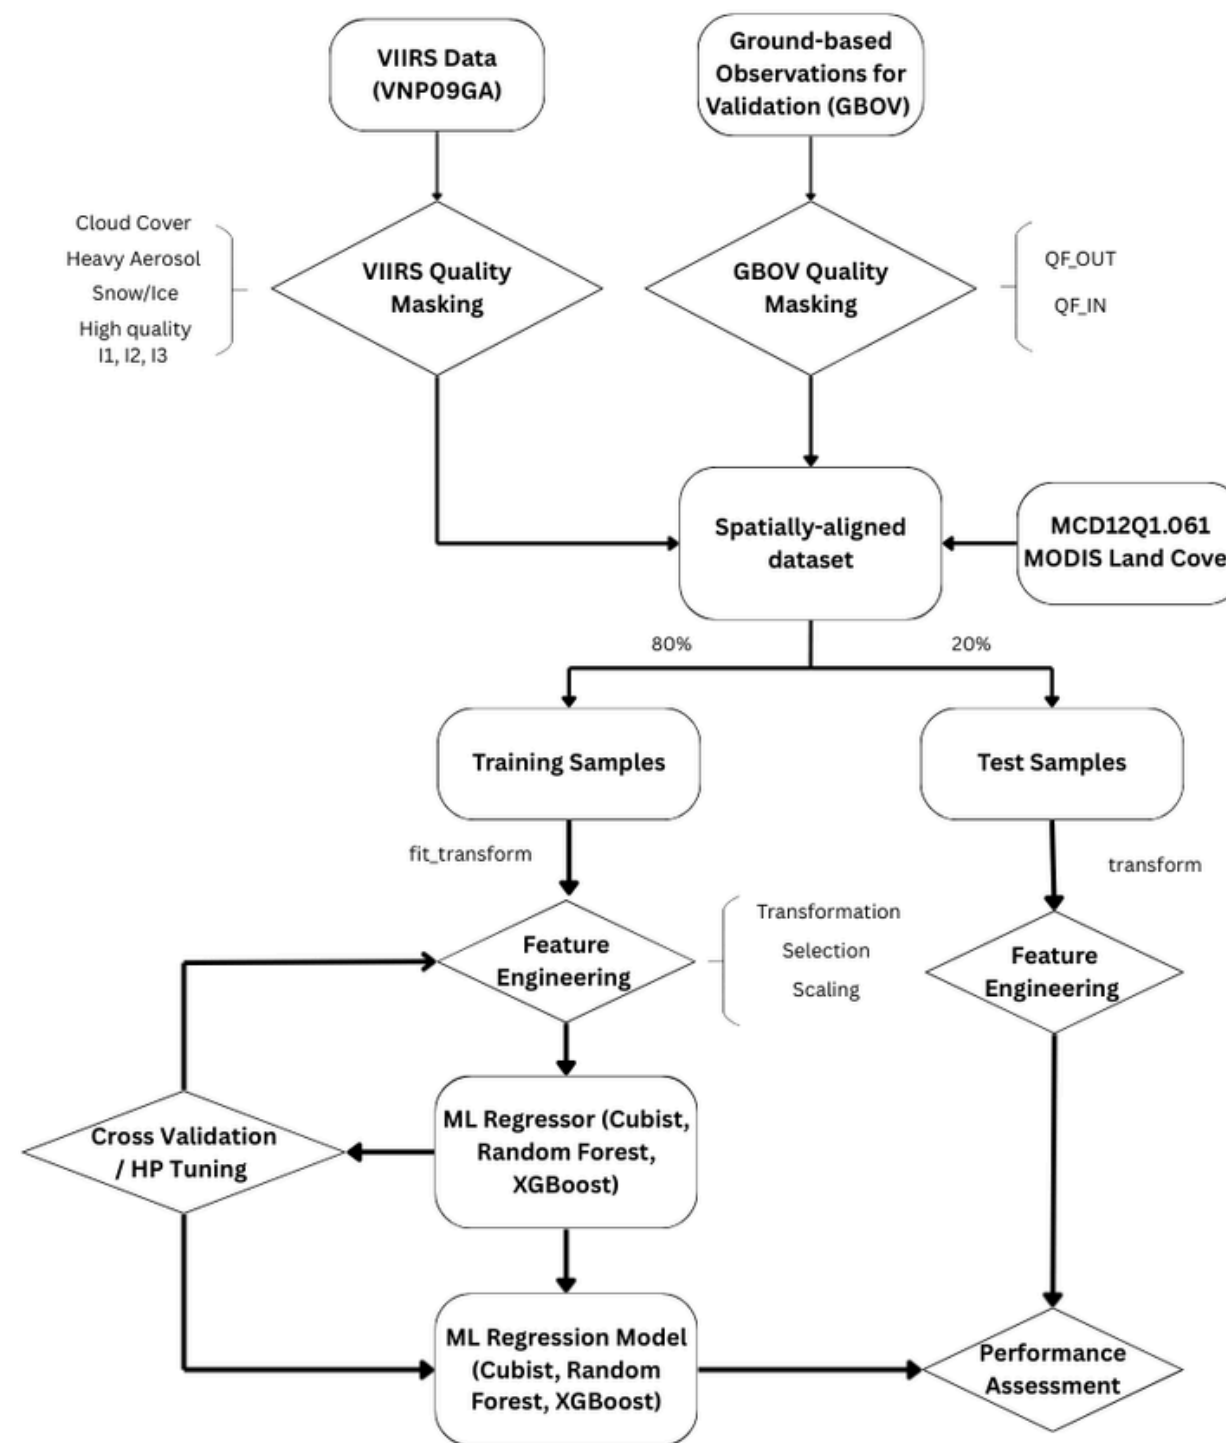 VIIRS Data
(VNP09GA)
Ground-based
Observations for
Validation (GBOV)
Cloud Cover
Heavy Aerosol
Snow/Ice
High quality
I1, I2, I3
VIIRS Quality
Masking
GBOV Quality
Masking
QF_OUT
QF_IN
Spatially-aligned
dataset
MCD12Q1.061
MODIS Land Cove
80%
20%
Training Samples
Test Samples
fit_transform
transform
Feature
Engineering
Transformation
Selection
Scaling
Feature
Engineering
Cross Validation
/ HP Tuning
ML Regressor (Cubist,
Random Forest,
XGBoost)
ML Regression Model
(Cubist, Random
Forest, XGBoost)
Performance
Assessment